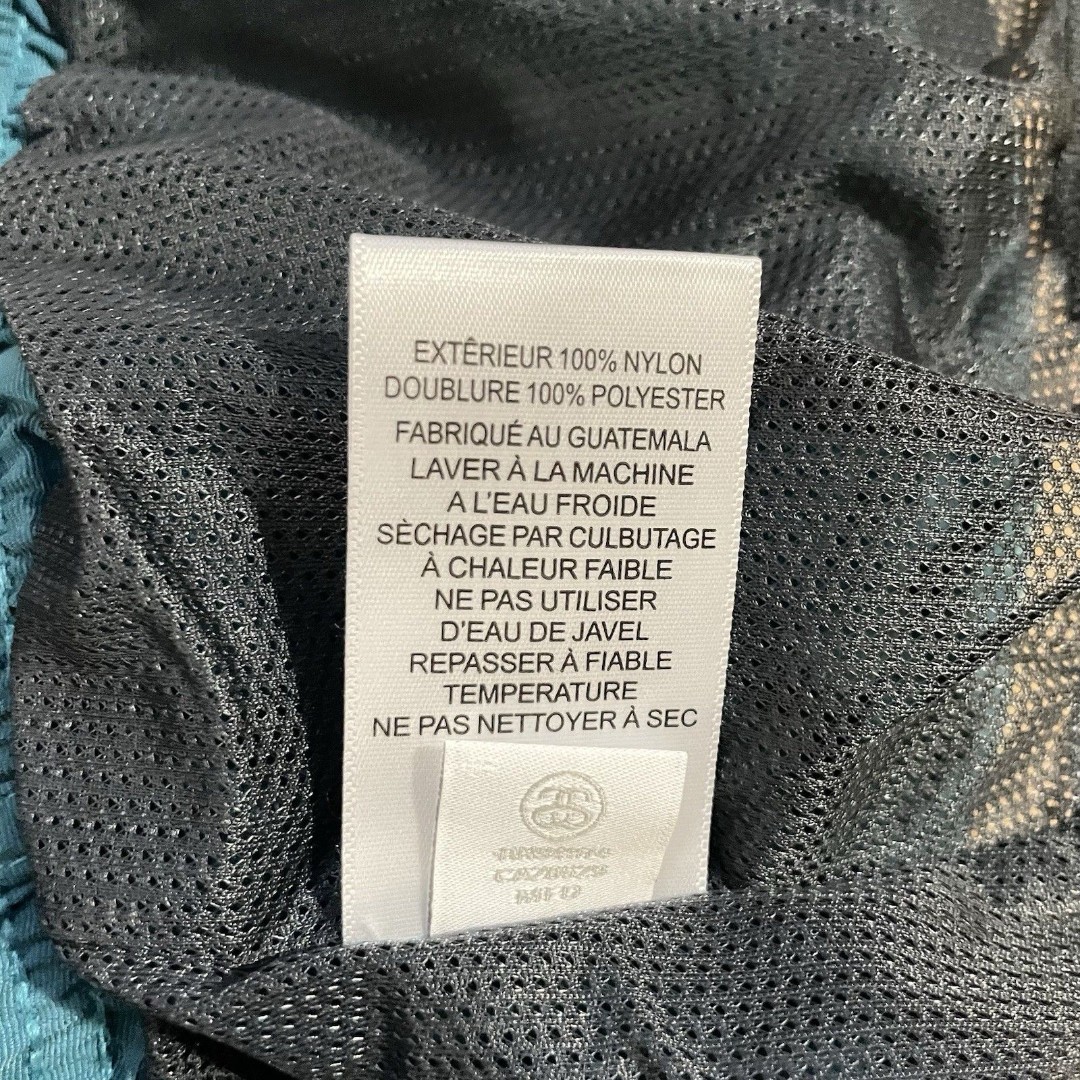 EXTÊRIEUR 100% NYLON
DOUBLURE 100% POLYESTER
FABRIQUÉ AU GUATEMALA
LAVER À LA MACHINE
A L'EAU FROIDE
SÈCHAGE PAR CULBUTAGE
À CHALEUR FAIBLE
NE PAS UTILISER
D'EAU DE JAVEL
REPASSER À FIABLE
TEMPERATURE
NE PAS NETTOYER À SEC